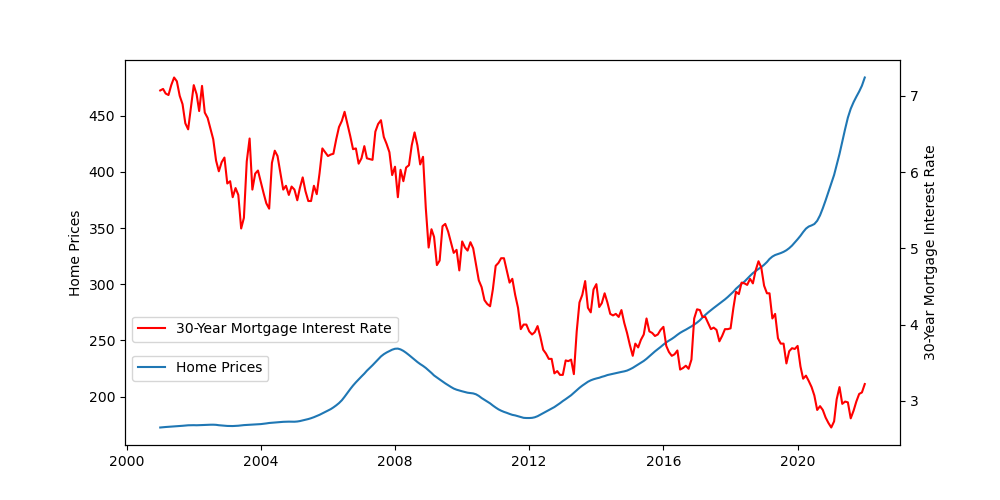 450
400
350
300
250
200
Home Prices
7
6
5
4
3
30-Year Mortgage Interest Rate
30-Year Mortgage Interest Rate
Home Prices
2000 2004 2008 2012 2016 2020